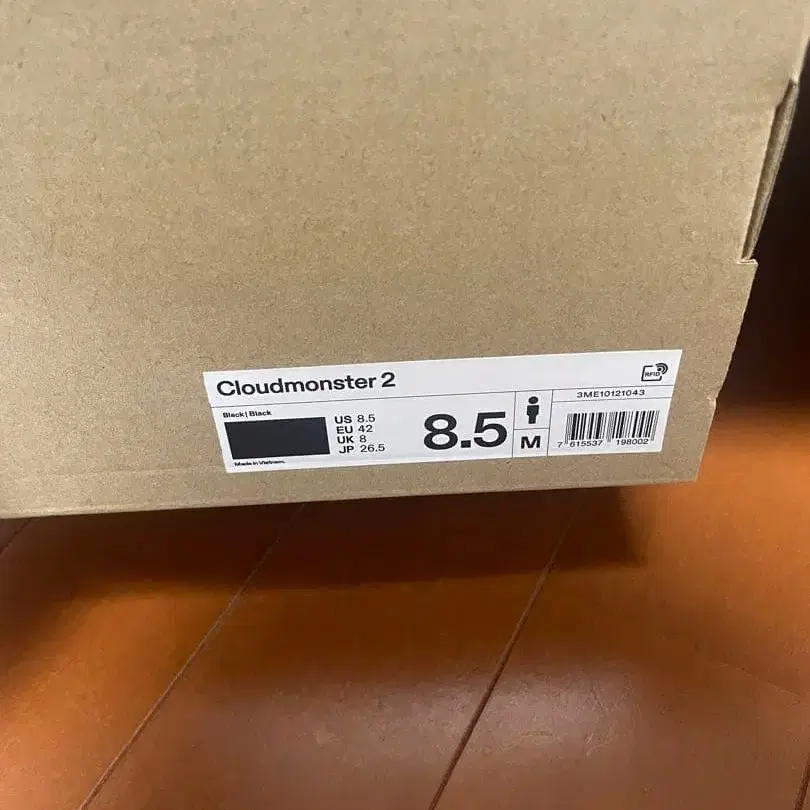 Cloudmonster 2
RFID
Black | Black
US 8.5
EU 42
UK 8
JP 26.5
Made in Vietnam.
8.5
M
3ME10121043
7 615537 198002